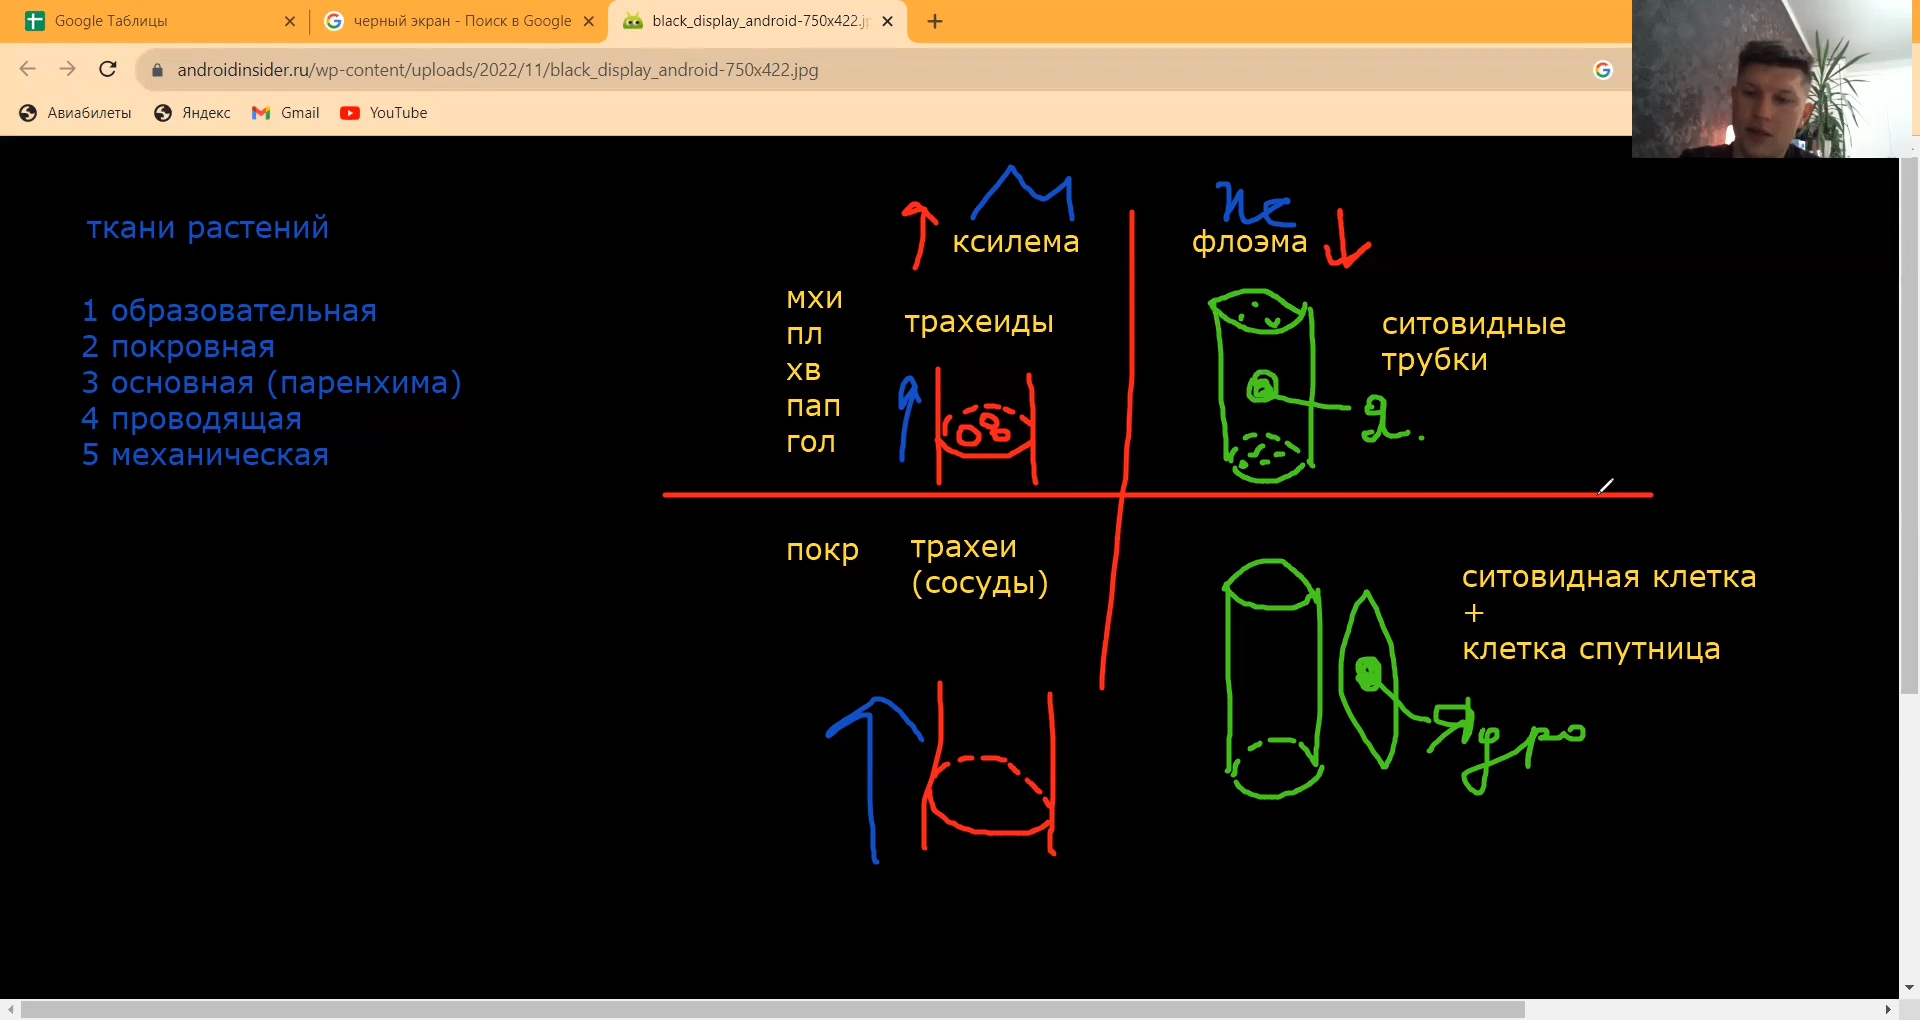 Google Таблицы
черный экран - Поиск в Google
black_display_android-750x422.jp
androidinsider.ru/wp-content/uploads/2022/11/black_display_android-750x422.jpg
Авиабилеты
Яндекс
Gmail
YouTube
ткани растений
1 образовательная
2 покровная
3 основная (паренхима)
4 проводящая
5 механическая
ксилема
мхи
пл
хв
пап
гол
трахеиды
покр
трахеи
(сосуды)
флоэма
ситовидные
трубки
я.
ситовидная клетка
+
клетка спутница
Ядро